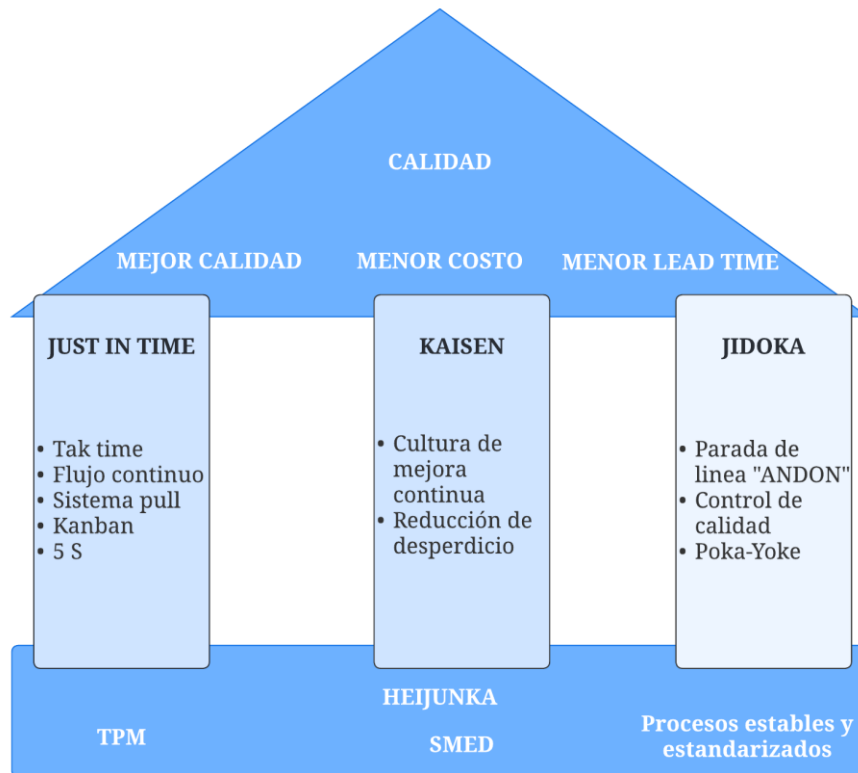 CALIDAD
MEJOR CALIDAD
MENOR COSTO
MENOR LEAD TIME
JUST IN TIME
• Tak time
• Flujo continuo
• Sistema pull
• Kanban
• 5 S
KAISEN
• Cultura de
mejora
continua
• Reducción de
desperdicio
JIDOKA
• Parada de
linea "ANDON"
• Control de
calidad
• Poka-Yoke
HEIJUNKA
TPM
SMED
Procesos estables y
estandarizados